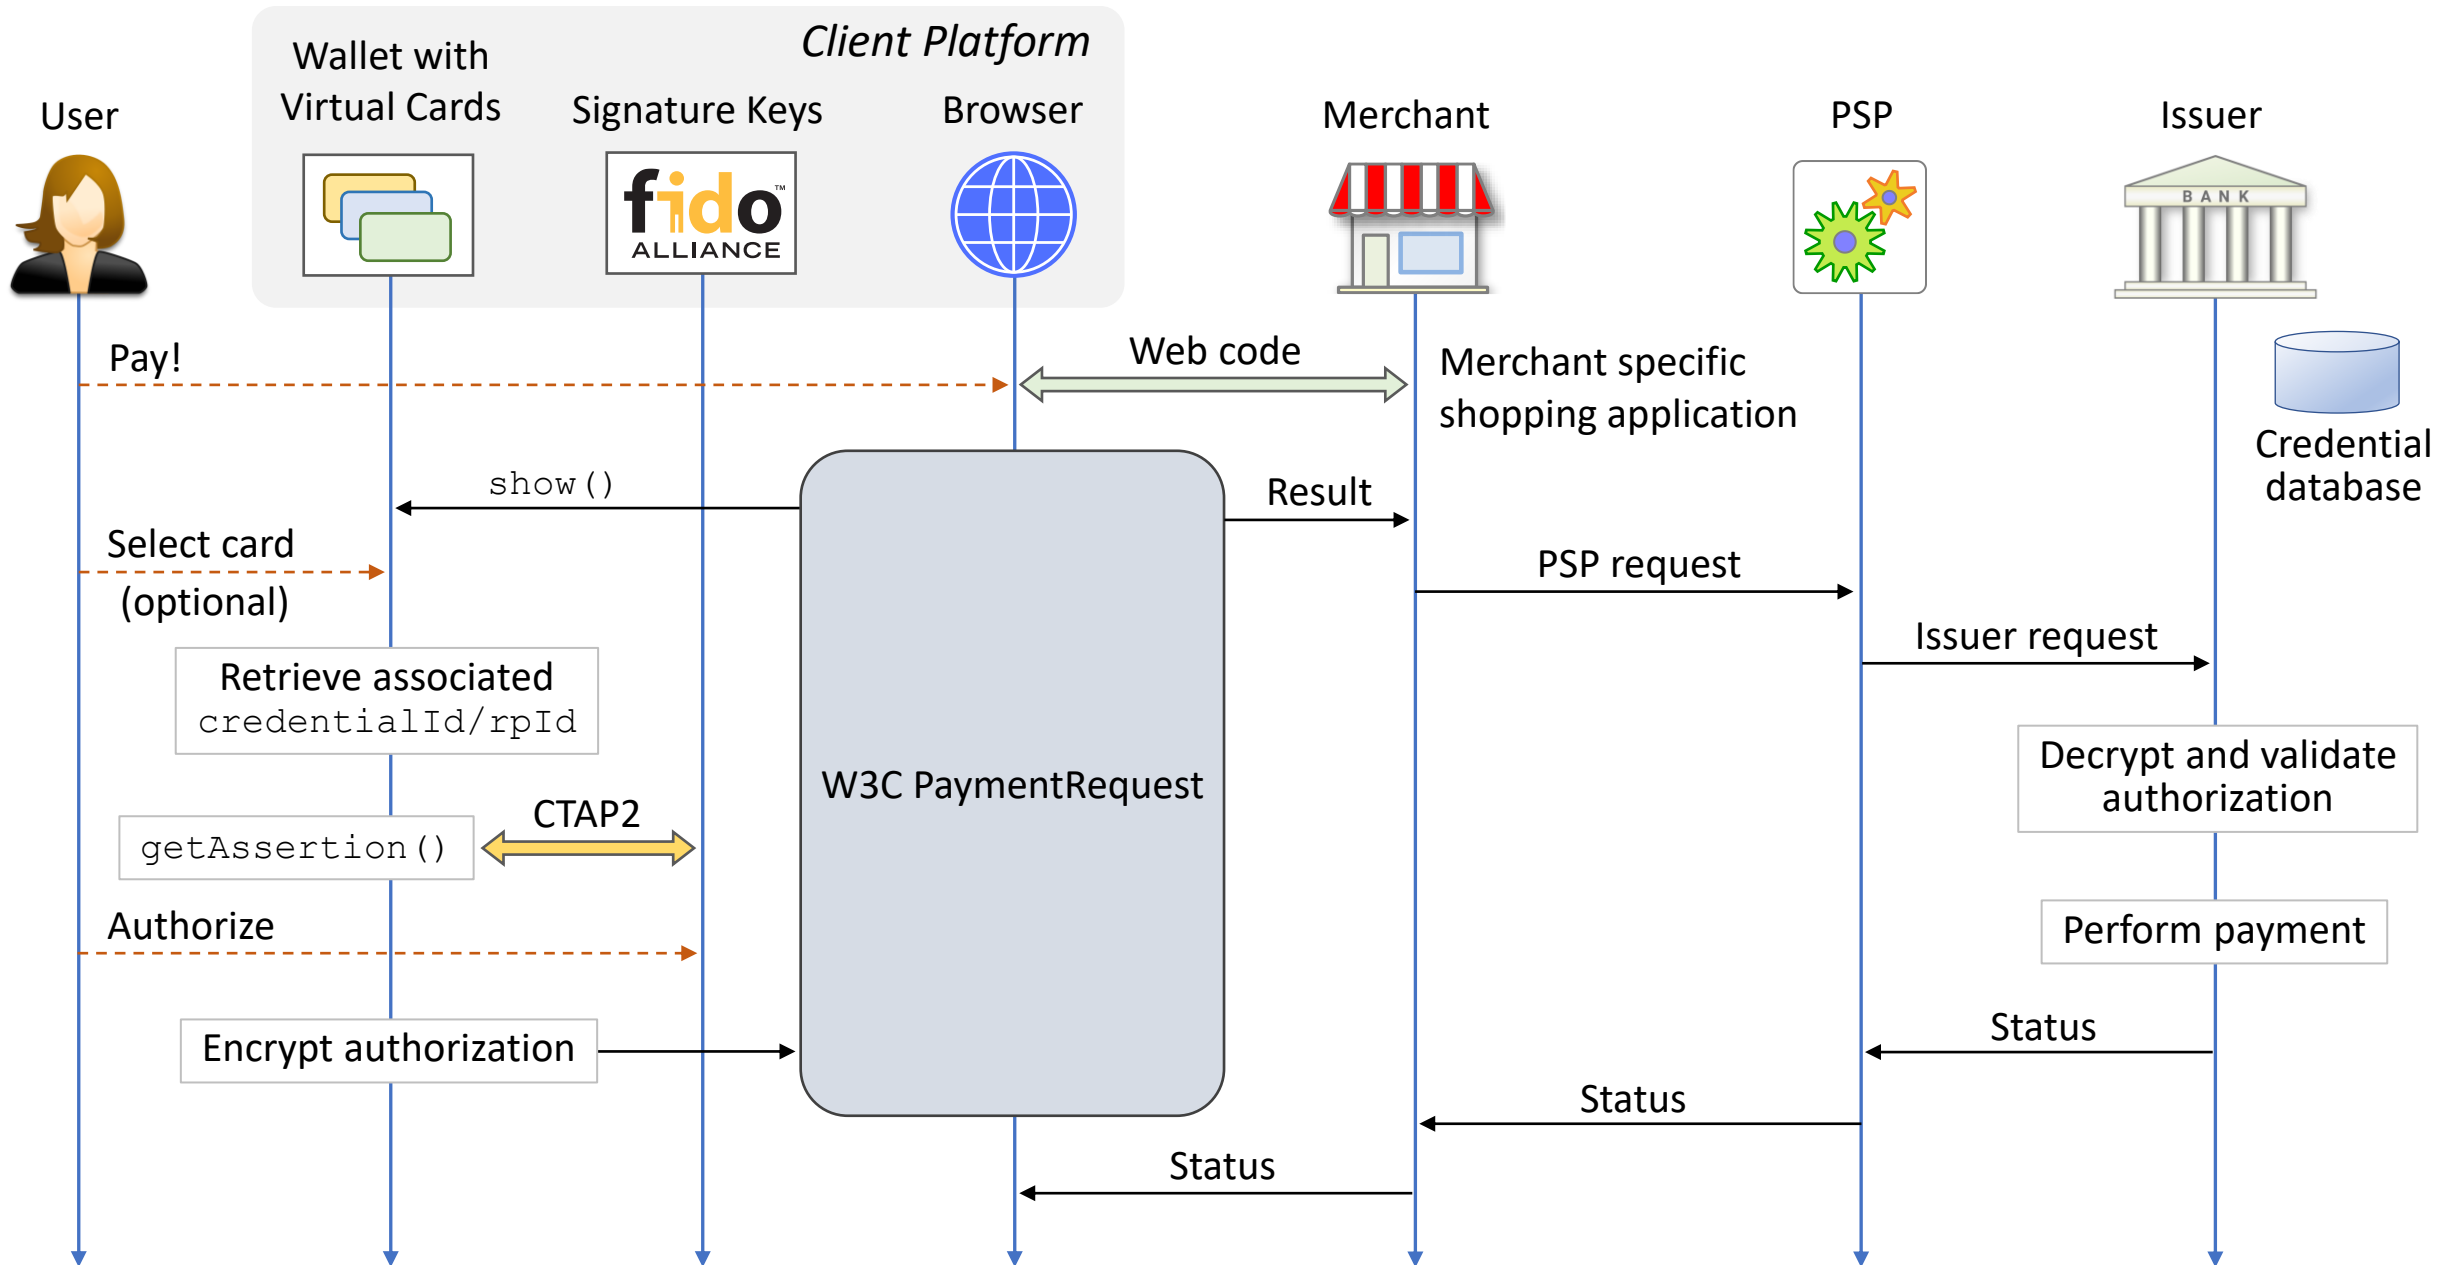 Client Platform
Wallet with
Virtual Cards
User
Signature Keys
Browser
Merchant
PSP
Issuer
fido™
ALLIANCE
BANK
Pay!
Web code
Merchant specific
shopping application
Credential
database
show()
Result
Select card
(optional)
PSP request
Issuer request
Retrieve associated
credentialId/rpId
Decrypt and validate
authorization
W3C PaymentRequest
CTAP2
getAssertion()
Authorize
Perform payment
Encrypt authorization
Status
Status
Status